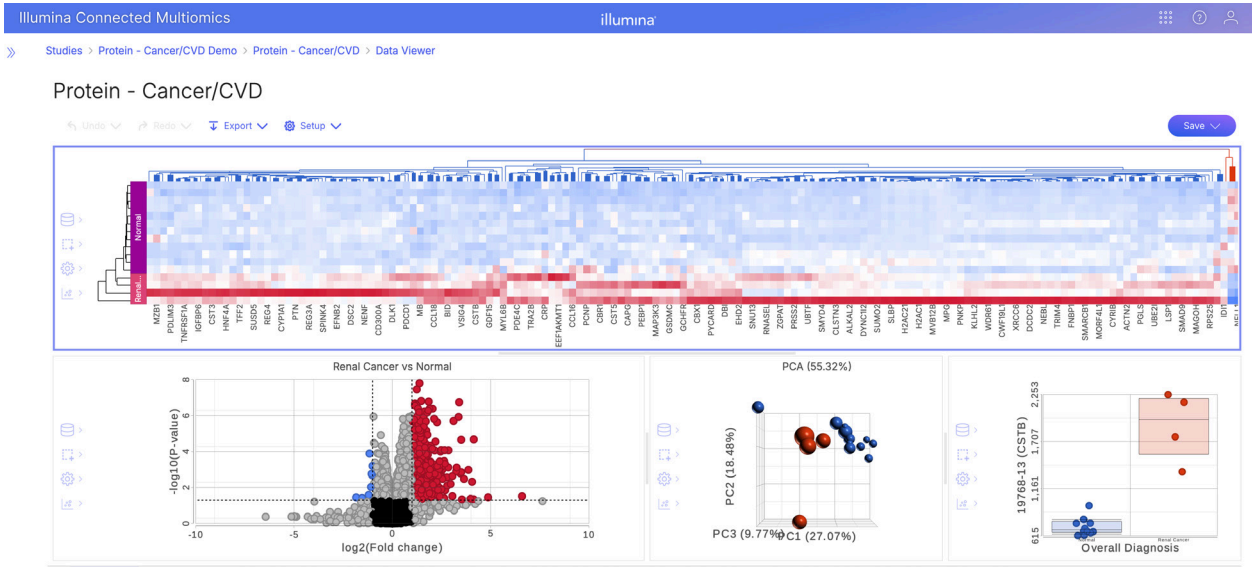 Illumina Connected Multiomics
illumina
Studies > Protein - Cancer/CVD Demo > Protein - Cancer/CVD > Data Viewer
Protein - Cancer/CVD
Undo Redo Export Setup
Save
Normal
Renal...
MZB1 PDLIM3 TNFRSF1A IGFBP6 CST3 HNF4A TFF2 SUSD5 REG4 CYP1A1 PTN REG3A SPINK4 EFNB2 DSC2 NENF CD300A DLK1 PDCD1 MB CCL18 BID VSIG4 CSTB GDF15 MYL6B PDE4C TRA2B CRP EEF1AKMT1 CCL16 PCNP CBR1 CST5 CAPG PEBP1 MAP3K3 GSDMC GCHFR CBX1 PYCARD DBI EHD2 SNU13 RNASEL ZGPAT PRSS2 UBTF SMYD4 CLSTN3 ALKAL2 DYNC1I2 SUMO2 SLBP H2AC21 H2AC1 MVB12B MPG PNKP KLHL2 WDR61 CWF19L1 XRCC6 DCDC2 NEBL TRIM4 FNBP1 SMARCB1 MORF4L1 CYRIB ACTN2 PGLS UBE2I LSP1 SMAD9 MAGOH RPS25 IDI1 NELL1
Renal Cancer vs Normal
-log10(P-value)
8
6
4
2
0
-10 -5 0 5 10
log2(Fold change)
PCA (55.32%)
PC2 (18.48%)
PC3 (9.77%)
PC1 (27.07%)
19768-13 (CSTB)
2,253
1,707
1,161
615
Normal Renal Cancer
Overall Diagnosis